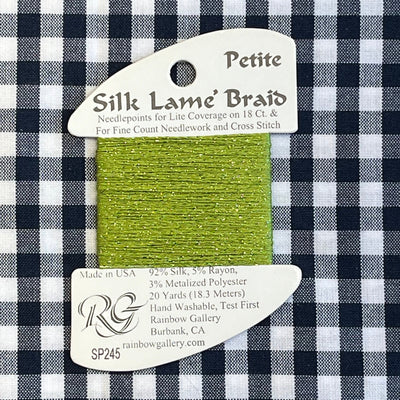 Petite
Silk Lame' Braid
Needlepoints for Lite Coverage on 18 Ct. &
For Fine Count Needlework and Cross Stitch
Made in USA
92% Silk, 5% Rayon,
3% Metalized Polyester
20 Yards (18.3 Meters)
Hand Washable, Test First
Rainbow Gallery
Burbank, CA
rainbowgallery.com
RG
SP245